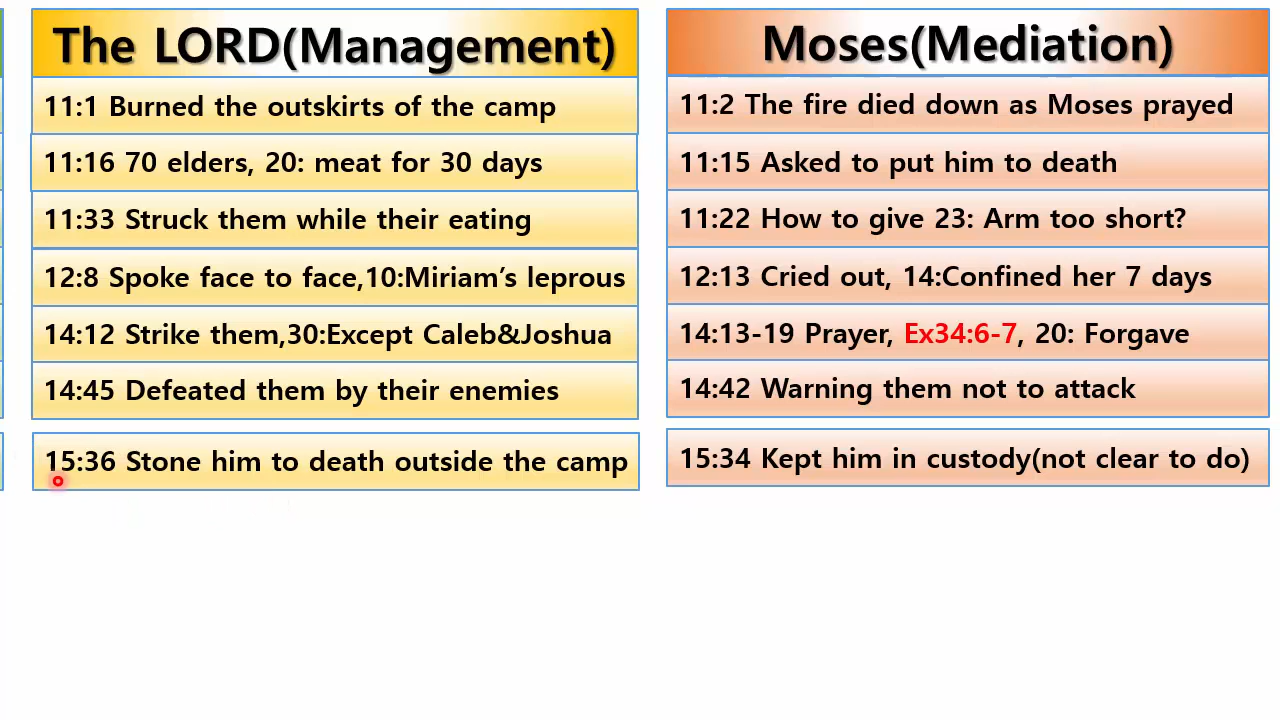 The LORD(Management)
11:1 Burned the outskirts of the camp
11:16 70 elders, 20: meat for 30 days
11:33 Struck them while their eating
12:8 Spoke face to face,10:Miriam’s leprous
14:12 Strike them,30:Except Caleb&Joshua
14:45 Defeated them by their enemies
15:36 Stone him to death outside the camp
Moses(Mediation)
11:2 The fire died down as Moses prayed
11:15 Asked to put him to death
11:22 How to give 23: Arm too short?
12:13 Cried out, 14:Confined her 7 days
14:13-19 Prayer, Ex34:6-7, 20: Forgave
14:42 Warning them not to attack
15:34 Kept him in custody(not clear to do)